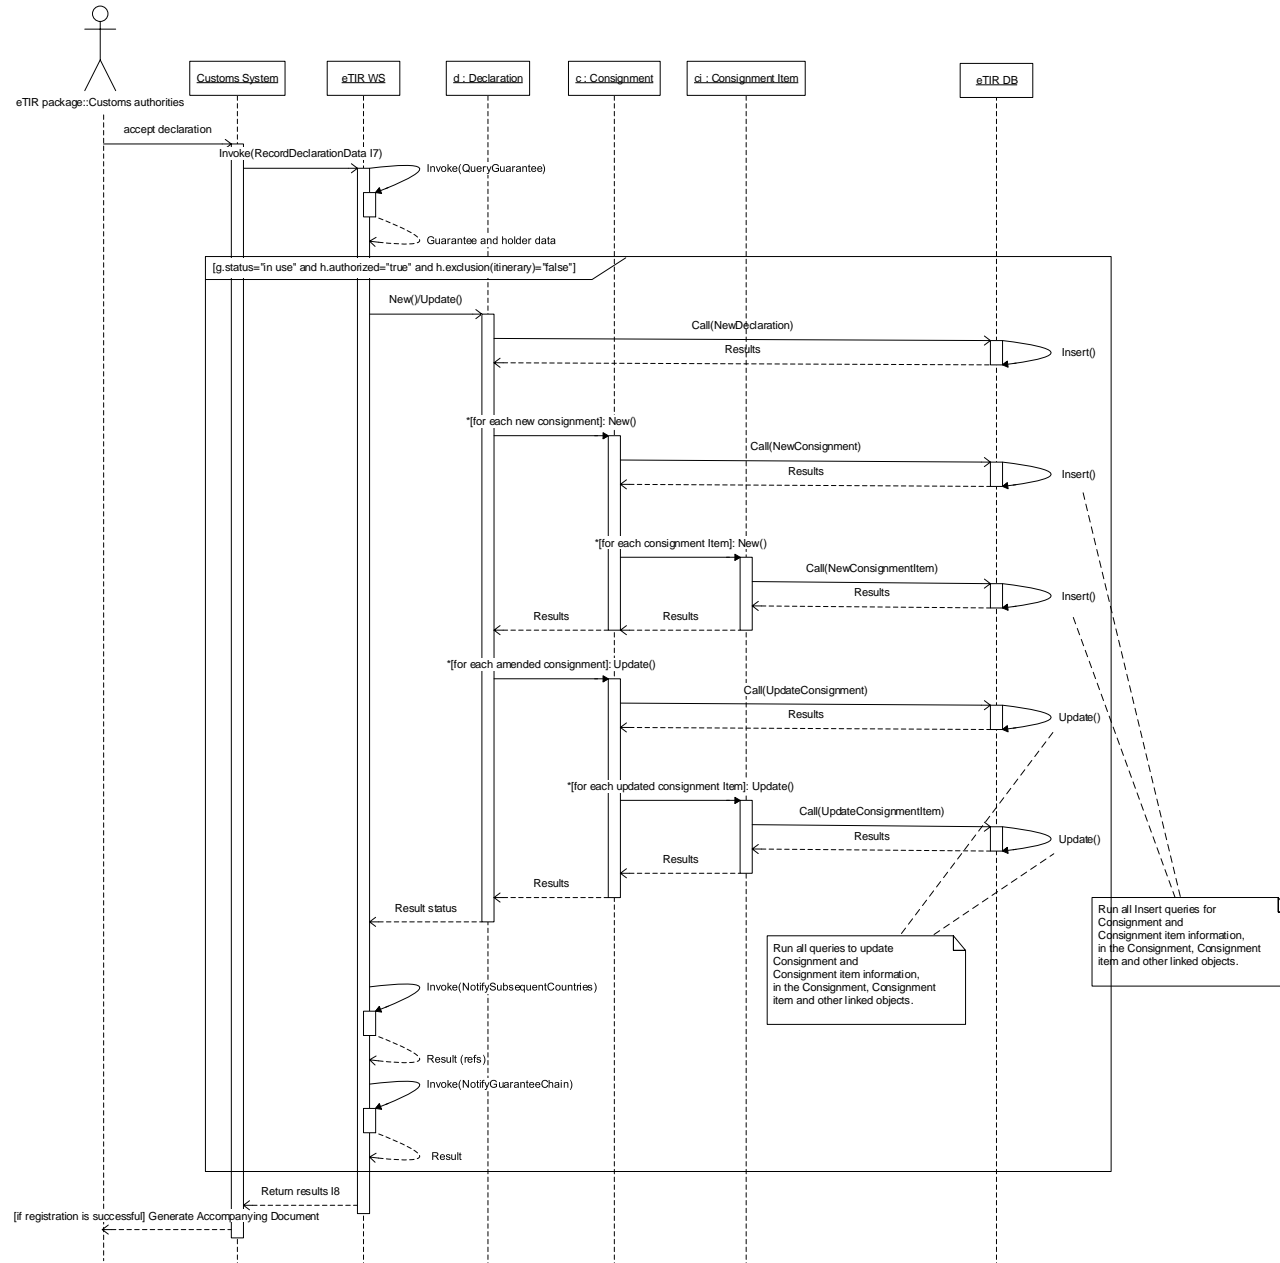 Customs System
eTIR WS
d : Declaration
c : Consignment
ci : Consignment Item
eTIR DB
eTIR package::Customs authorities
accept declaration
Invoke(RecordDeclarationData I7)
Invoke(QueryGuarantee)
Guarantee and holder data
[g.status="in use" and h.authorized="true" and h.exclusion(itinerary)="false"]
New()/Update()
Call(NewDeclaration)
Results
Insert()
*[for each new consignment]: New()
Call(NewConsignment)
Results
Insert()
*[for each consignment Item]: New()
Call(NewConsignmentItem)
Results
Insert()
Results
Results
*[for each amended consignment]: Update()
Call(UpdateConsignment)
Results
Update()
*[for each updated consignment Item]: Update()
Call(UpdateConsignmentItem)
Results
Update()
Results
Results
Result status
Run all Insert queries for
Consignment and
Consignment item information,
in the Consignment, Consignment
item and other linked objects.
Run all queries to update
Consignment and
Consignment item information,
in the Consignment, Consignment
item and other linked objects.
Invoke(NotifySubsequentCountries)
Result (refs)
Invoke(NotifyGuaranteeChain)
Result
Return results I8
[if registration is successful] Generate Accompanying Document